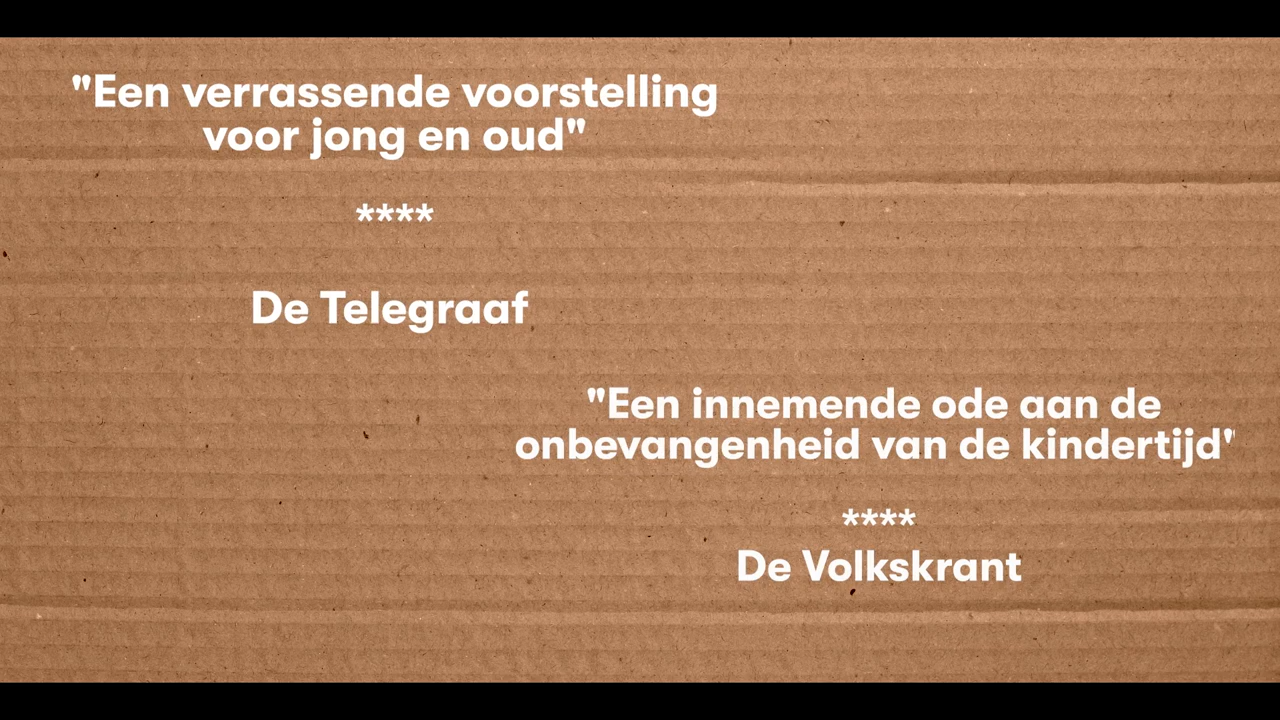 "Een verrassende voorstelling
voor jong en oud"
****
De Telegraaf
"Een innemende ode aan de
onbevangenheid van de kindertijd"
****
De Volkskrant